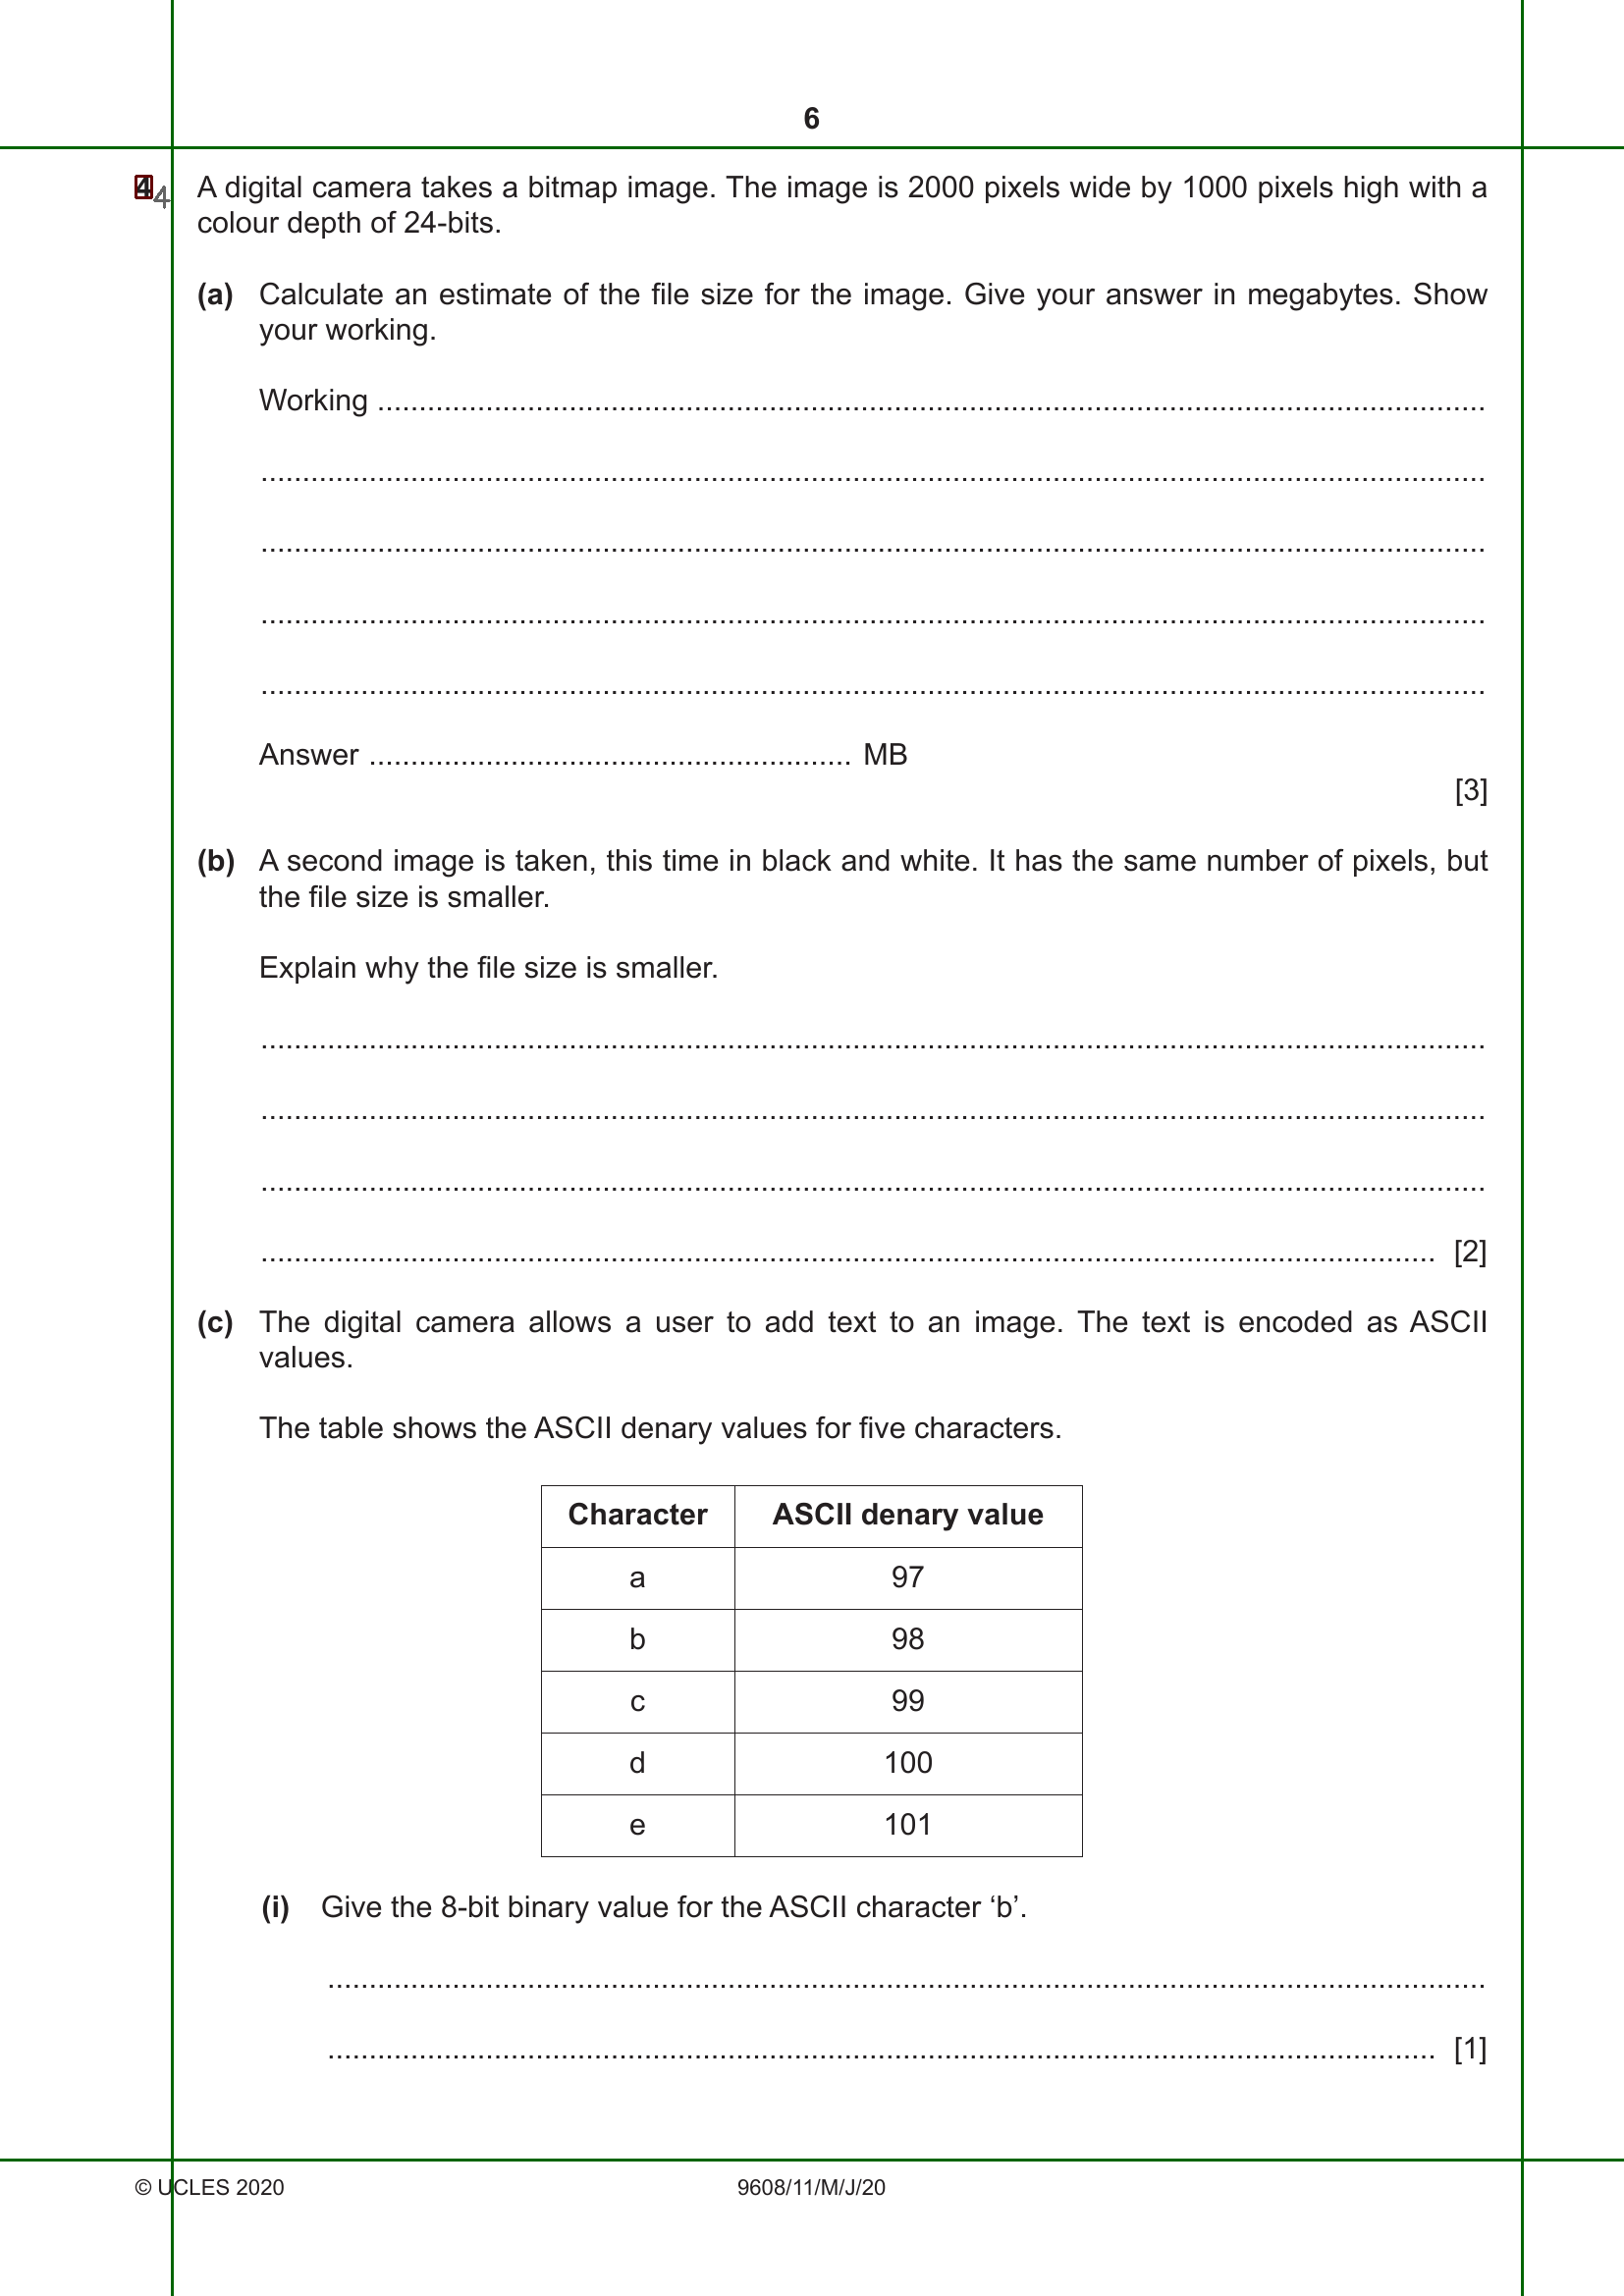 6
4 4 A digital camera takes a bitmap image. The image is 2000 pixels wide by 1000 pixels high with a
colour depth of 24-bits.
(a) Calculate an estimate of the file size for the image. Give your answer in megabytes. Show
your working.
Working ....................................................................................................
....................................................................................................
....................................................................................................
....................................................................................................
....................................................................................................
Answer .......................................................... MB
[3]
(b) A second image is taken, this time in black and white. It has the same number of pixels, but
the file size is smaller.
Explain why the file size is smaller.
....................................................................................................
....................................................................................................
....................................................................................................
.................................................................................................... [2]
(c) The digital camera allows a user to add text to an image. The text is encoded as ASCII
values.
The table shows the ASCII denary values for five characters.
Character ASCII denary value
a 97
b 98
c 99
d 100
e 101
(i) Give the 8-bit binary value for the ASCII character ‘b’.
....................................................................................................
.................................................................................................... [1]
© UCLES 2020 9608/11/M/J/20